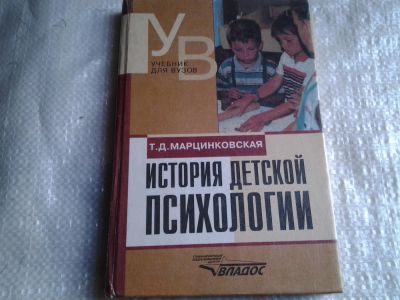 УВ
УЧЕБНИК
ДЛЯ ВУЗОВ
Т.Д.МАРЦИНКОВСКАЯ
ИСТОРИЯ ДЕТСКОЙ
ПСИХОЛОГИИ
ВЛАДОС